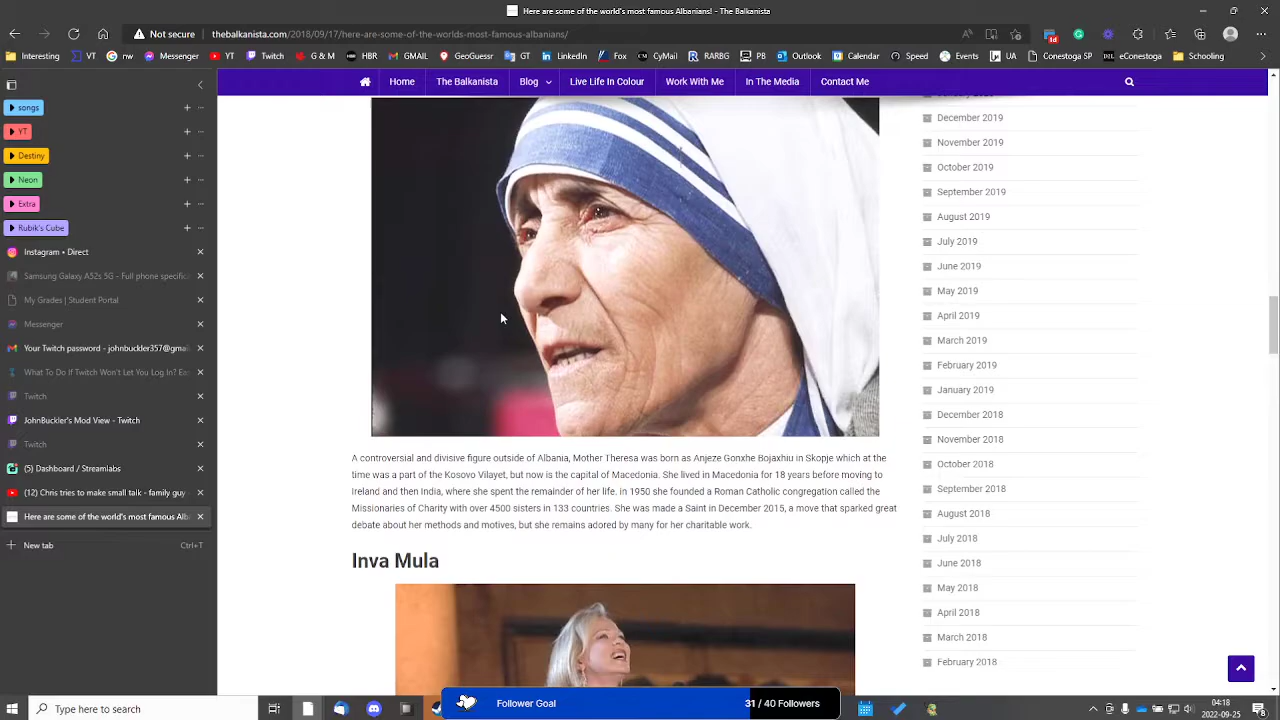 Here are some of the world's m
Not secure
thebalkanista.com/2018/09/17/here-are-some-of-the-worlds-most-famous-albanians/
Interesting VT Messenger YT Twitch G & M HBR GeoGuessr in LinkedIn Fox CyMail RARBG PB Outlook Calendar Speed Events UA Camosta eConestoga Schooling
songs
YT
Destiny
Neon
Extra
Rubik's Cube
Instagram • Direct
Samsung Galaxy A52s 5G - Full phone specific
My Grades | Student Portal
Messenger
Your Twitch password - johnbuckler357@gmai
What To Do If Twitch Won't Let You Log In? Eas
Twitch
JohnBuckler's Mod View - Twitch
Twitch
(5) Dashboard / Streamlabs
(12) Chris tries to make small talk - family guy
Here are some of the world's most famous Alb
New tab Ctrl+T
Home The Balkanista Blog Live Life In Colour Work With Me In The Media Contact Me
A controversial and divisive figure outside of Albania, Mother Theresa was born as Anjeze Gonxhe Bojaxhiu in Skopje which at the
time was a part of the Kosovo Vilayet, but now is the capital of Macedonia. She lived in Macedonia for 18 years before moving to
Ireland and then India, where she spent the remainder of her life. in 1950 she founded a Roman Catholic congregation called the
Missionaries of Charity with over 4500 sisters in 133 countries. She was made a Saint in December 2015, a move that sparked great
debate about her methods and motives, but she remains adored by many for her charitable work.
Inva Mula
December 2019
November 2019
October 2019
September 2019
August 2019
July 2019
June 2019
May 2019
April 2019
March 2019
February 2019
January 2019
December 2018
November 2018
October 2018
September 2018
August 2018
July 2018
June 2018
May 2018
April 2018
March 2018
February 2018
Type here to search
Follower Goal 31 / 40 Followers
04:18
2022-09-25